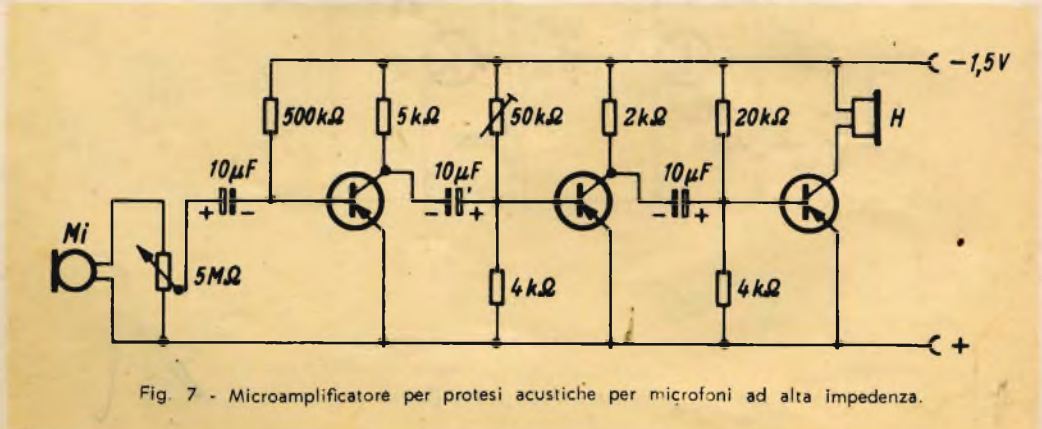 −1,5V
500kΩ 5kΩ 50kΩ 2kΩ 20kΩ H
10μF 10μF 10μF
+ - - + - +
Mi
5MΩ 4kΩ 4kΩ
+
Fig. 7 - Microamplificatore per protesi acustiche per microfoni ad alta impedenza.